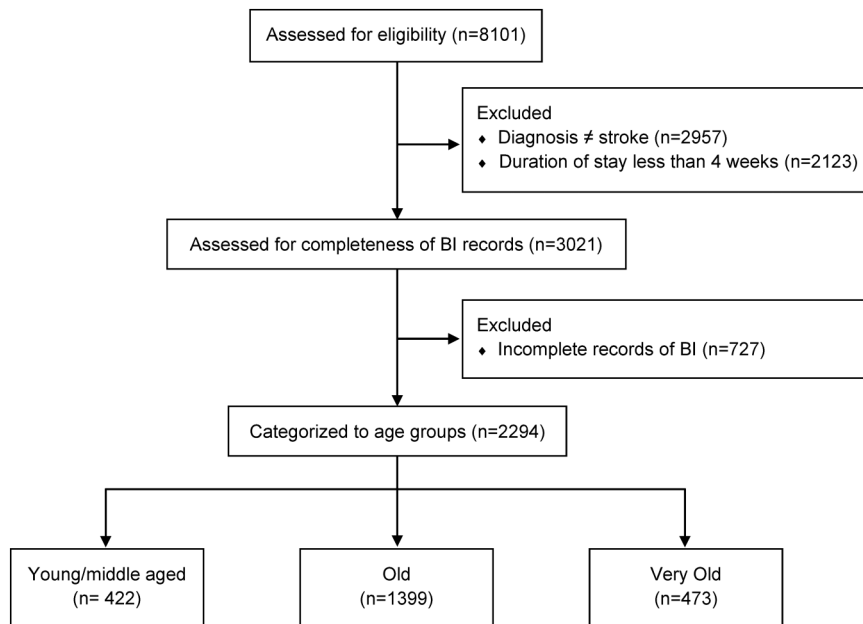 Assessed for eligibility (n=8101)
Excluded
♦ Diagnosis ≠ stroke (n=2957)
♦ Duration of stay less than 4 weeks (n=2123)
Assessed for completeness of BI records (n=3021)
Excluded
♦ Incomplete records of BI (n=727)
Categorized to age groups (n=2294)
Young/middle aged
(n= 422)
Old
(n=1399)
Very Old
(n=473)